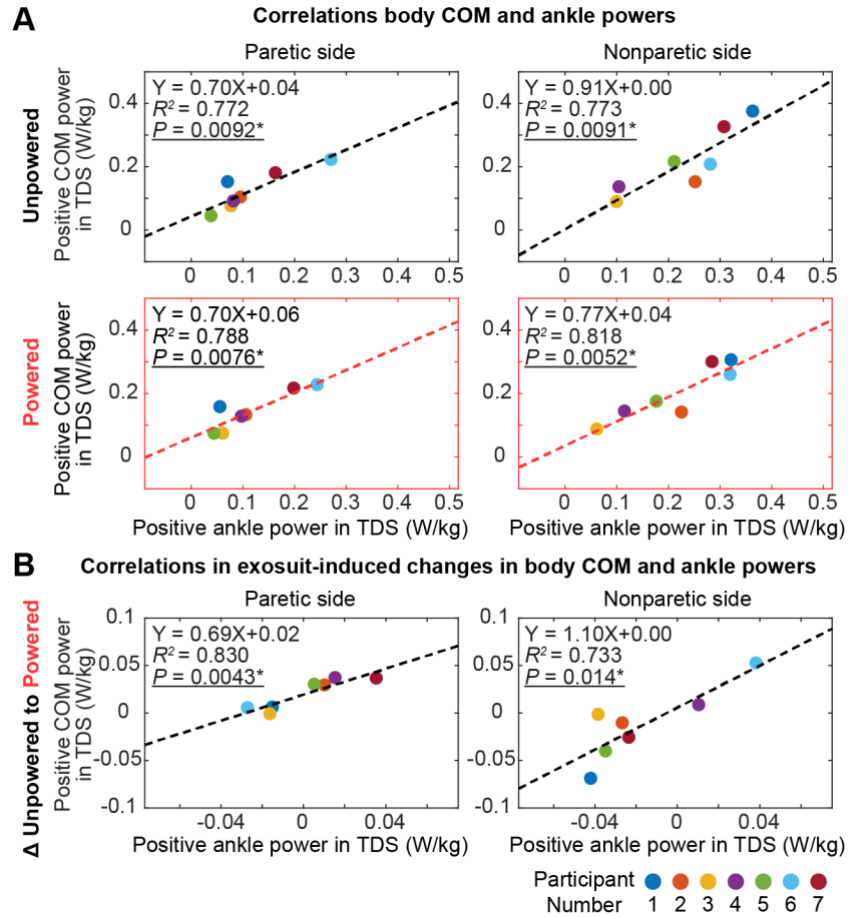 A
Correlations body COM and ankle powers
Paretic side
Nonparetic side
Unpowered
Positive COM power
in TDS (W/kg)
0.4
0.2
0
Y = 0.70X+0.04
R² = 0.772
P = 0.0092*
0 0.1 0.2 0.3 0.4 0.5
0.4
0.2
0
Y = 0.91X+0.00
R² = 0.773
P = 0.0091*
0 0.1 0.2 0.3 0.4 0.5
Powered
Positive COM power
in TDS (W/kg)
0.4
0.2
0
Y = 0.70X+0.06
R² = 0.788
P = 0.0076*
0 0.1 0.2 0.3 0.4 0.5
Positive ankle power in TDS (W/kg)
0.4
0.2
0
Y = 0.77X+0.04
R² = 0.818
P = 0.0052*
0 0.1 0.2 0.3 0.4 0.5
Positive ankle power in TDS (W/kg)
B
Correlations in exosuit-induced changes in body COM and ankle powers
Paretic side
Nonparetic side
Δ Unpowered to Powered
Positive COM power
in TDS (W/kg)
0.1
0.05
0
-0.05
-0.1
Y = 0.69X+0.02
R² = 0.830
P = 0.0043*
-0.04 0 0.04
Positive ankle power in TDS (W/kg)
0.1
0.05
0
-0.05
-0.1
Y = 1.10X+0.00
R² = 0.733
P = 0.014*
-0.04 0 0.04
Positive ankle power in TDS (W/kg)
Participant
Number 1 2 3 4 5 6 7